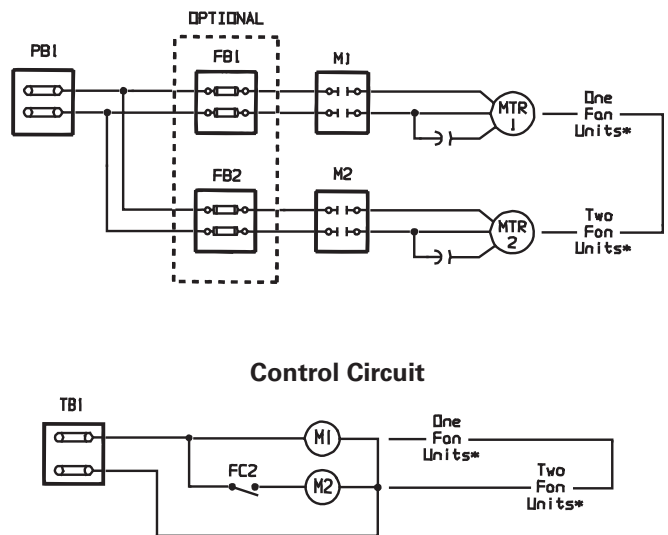 OPTIONAL
PB1
FB1
M1
MTR
1
One
Fan
Units*
FB2
M2
MTR
2
Two
Fan
Units*
Control Circuit
TB1
M1
One
Fan
Units*
FC2
M2
Two
Fan
Units*